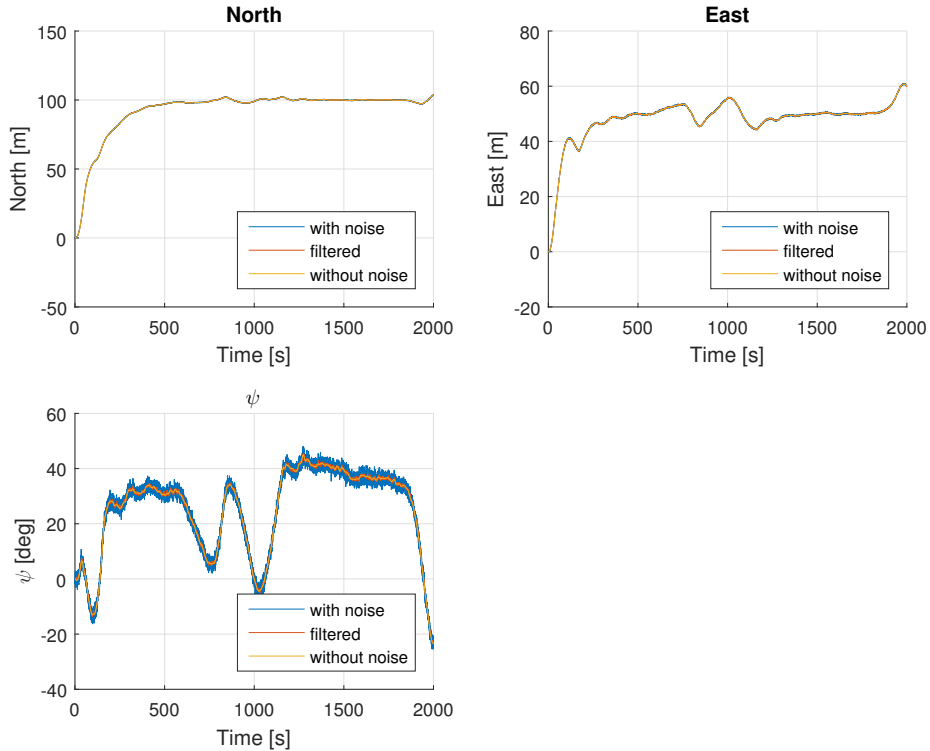 North
150
100
50
0
-50
North [m]
0
500
1000
1500
2000
Time [s]
with noise
filtered
without noise
East
80
60
40
20
0
-20
East [m]
0
500
1000
1500
2000
Time [s]
with noise
filtered
without noise
ψ
60
40
20
0
-20
-40
ψ [deg]
0
500
1000
1500
2000
Time [s]
with noise
filtered
without noise